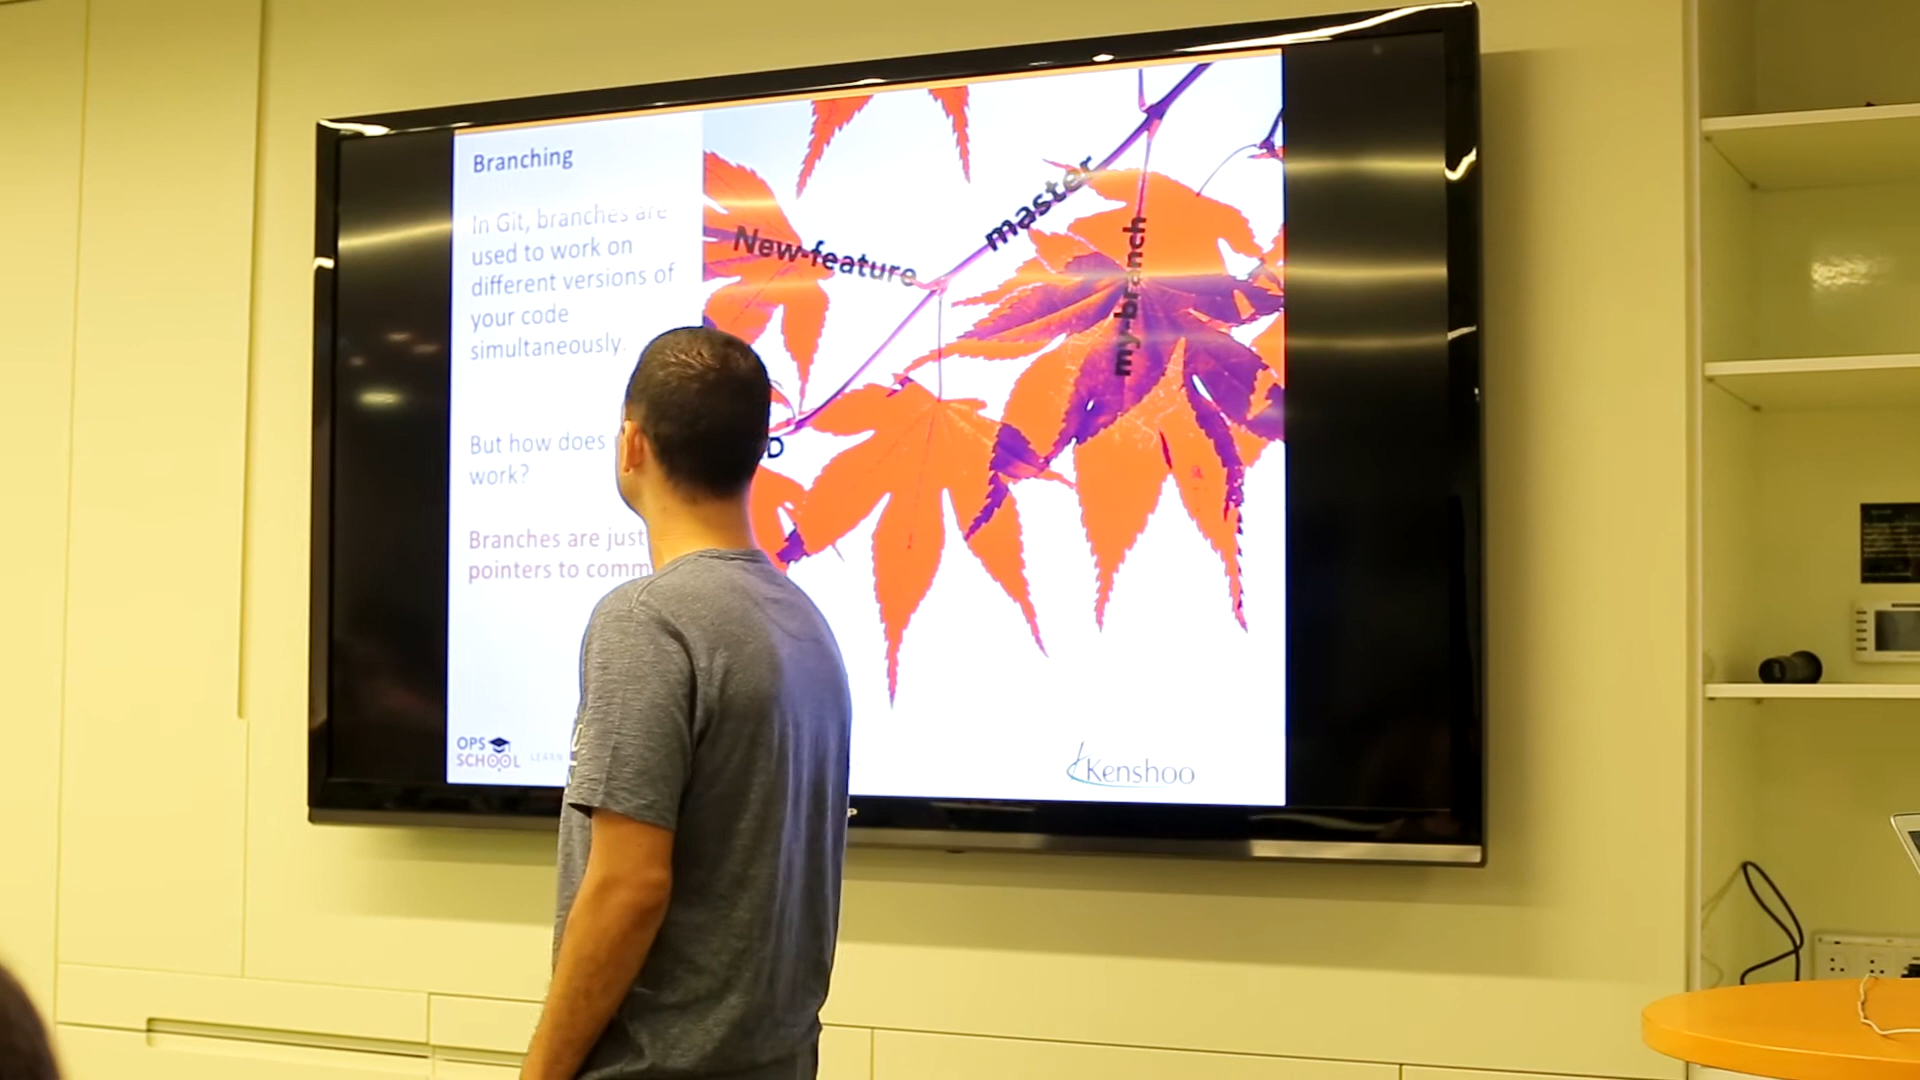 Branching
In Git, branches are
used to work on
different versions of
your code
simultaneously.
But how does
work?
Branches are just
pointers to comm
New-feature
master
my-branch
D
OPS
SCHOOL
LEARN
Kenshoo